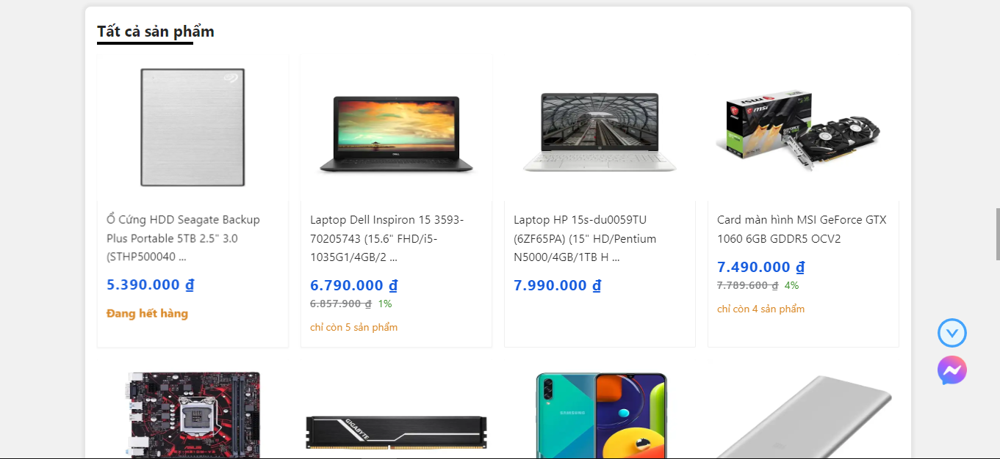 Tất cả sản phẩm
Ổ Cứng HDD Seagate Backup
Plus Portable 5TB 2.5" 3.0
(STHP500040 ...
5.390.000 ₫
Đang hết hàng
Laptop Dell Inspiron 15 3593-
70205743 (15.6" FHD/i5-
1035G1/4GB/2 ...
6.790.000 ₫
6.857.900 ₫ 1%
chỉ còn 5 sản phẩm
Laptop HP 15s-du0059TU
(6ZF65PA) (15" HD/Pentium
N5000/4GB/1TB H ...
7.990.000 ₫
msi
Card màn hình MSI GeForce GTX
1060 6GB GDDR5 OCV2
7.490.000 ₫
7.789.600 ₫ 4%
chỉ còn 4 sản phẩm
ASUS
GIGABYTE
SAMSUNG